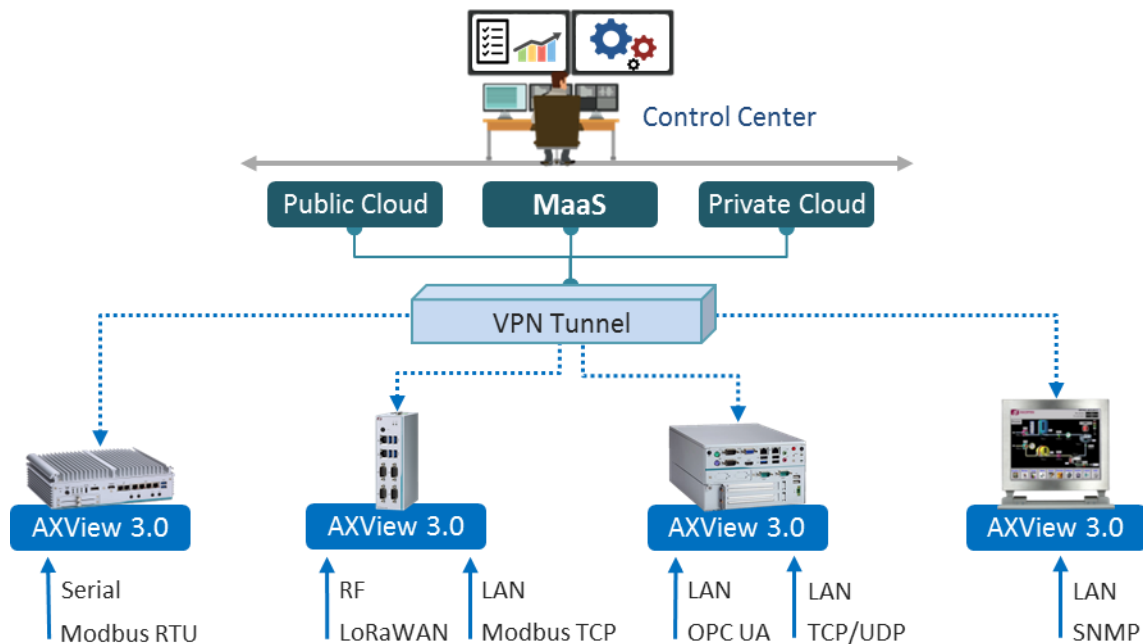 Control Center
Public Cloud
MaaS
Private Cloud
VPN Tunnel
AXView 3.0
AXView 3.0
AXView 3.0
AXView 3.0
Serial
Modbus RTU
RF
LoRaWAN
LAN
Modbus TCP
LAN
OPC UA
LAN
TCP/UDP
LAN
SNMP